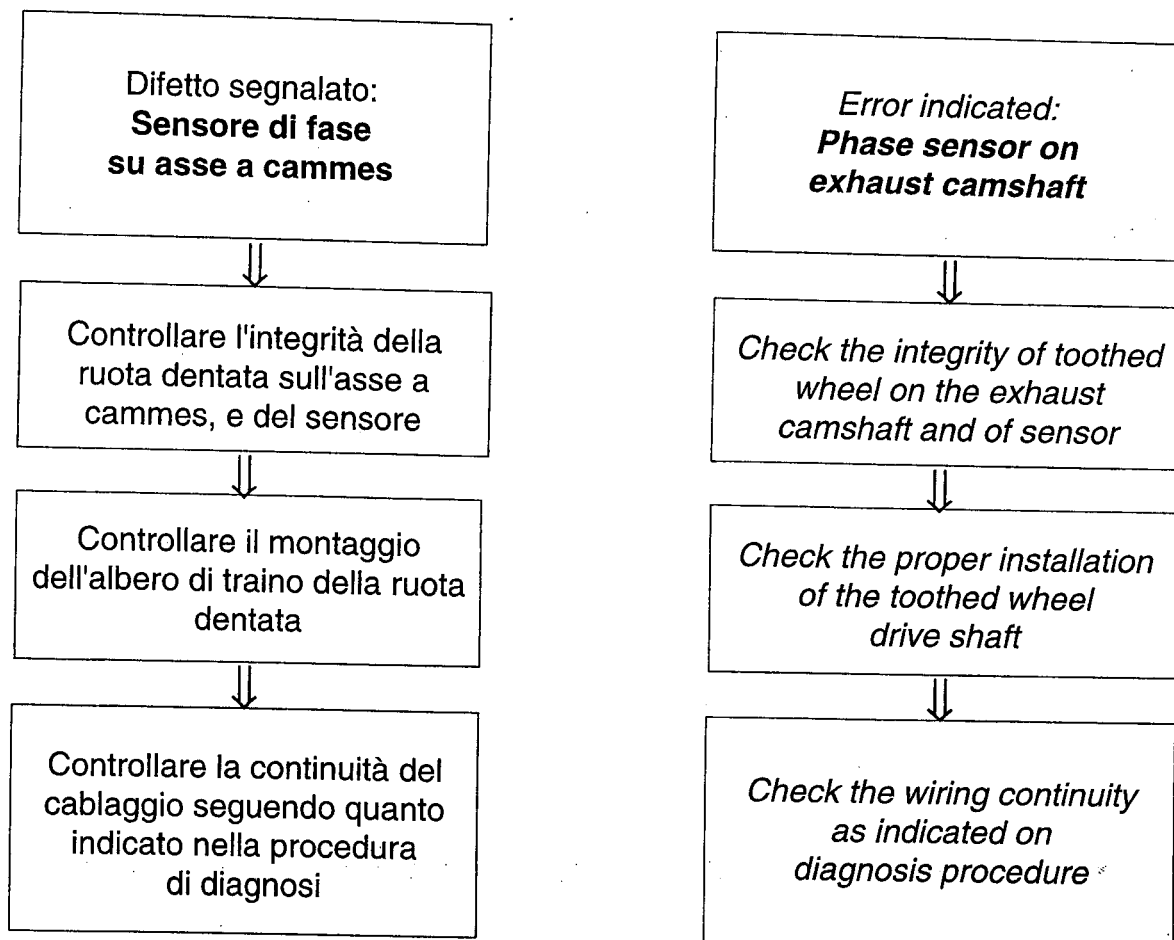 Difetto segnalato:
Sensore di fase
su asse a cammes
Controllare l'integrità della
ruota dentata sull'asse a
cammes, e del sensore
Controllare il montaggio
dell'albero di traino della ruota
dentata
Controllare la continuità del
cablaggio seguendo quanto
indicato nella procedura
di diagnosi
Error indicated:
Phase sensor on
exhaust camshaft
Check the integrity of toothed
wheel on the exhaust
camshaft and of sensor
Check the proper installation
of the toothed wheel
drive shaft
Check the wiring continuity
as indicated on
diagnosis procedure